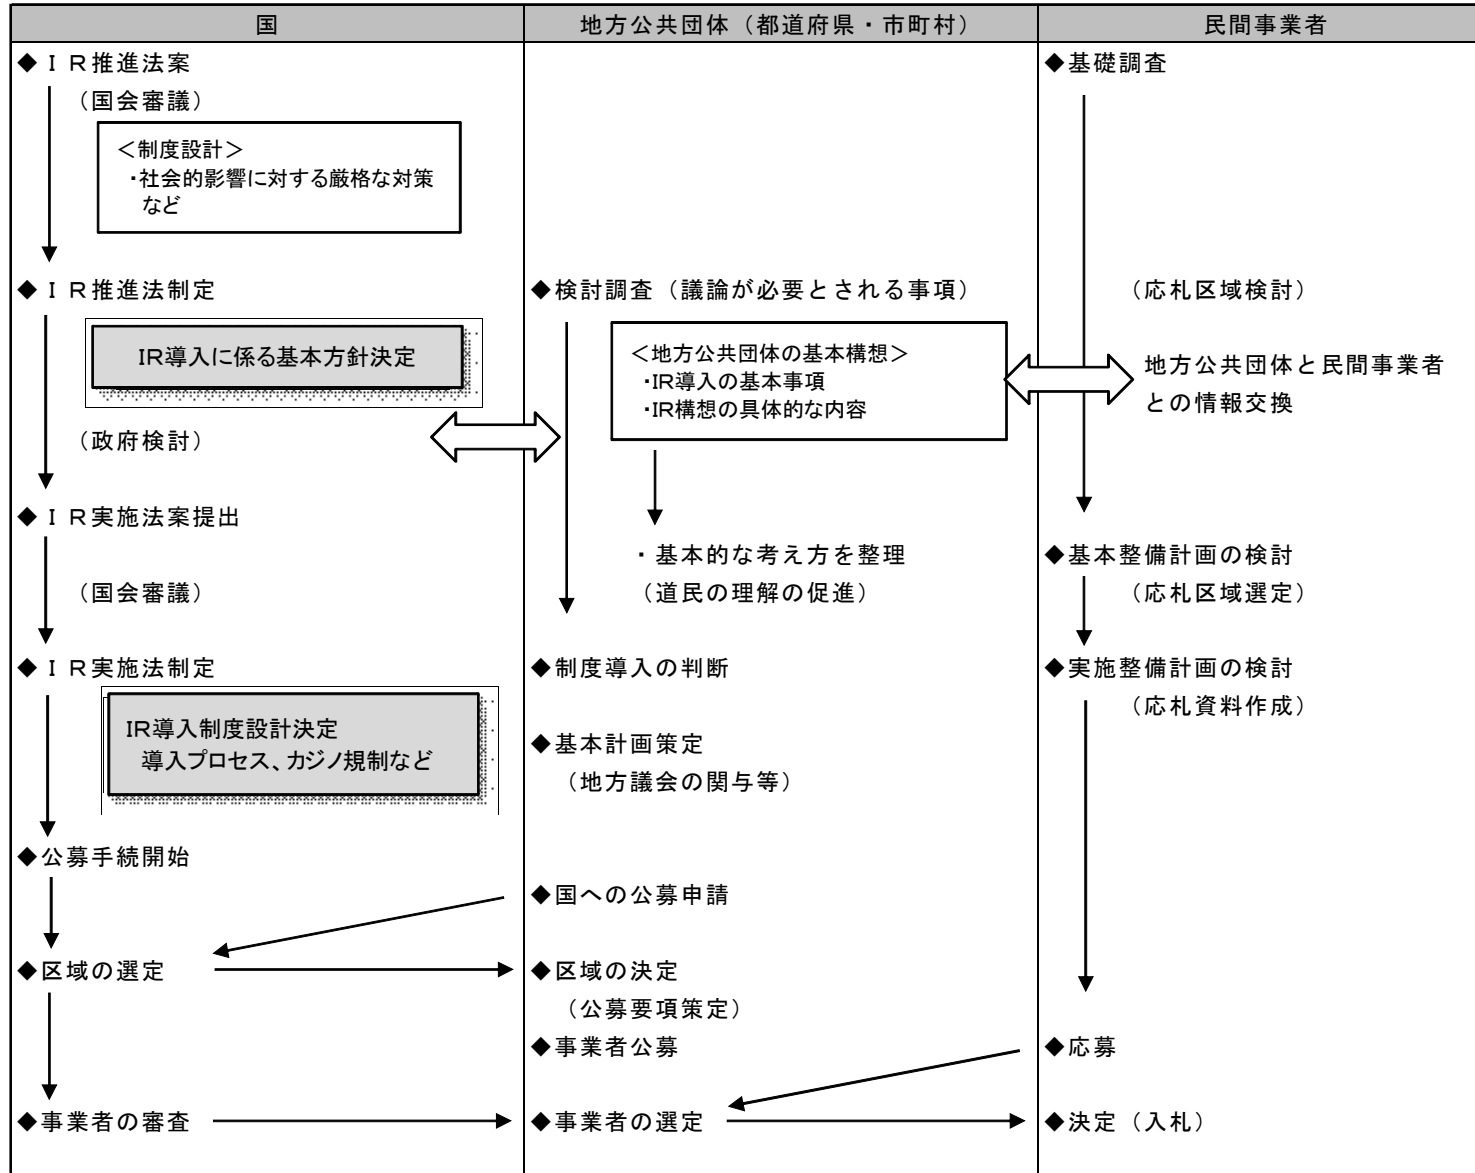 国
地方公共団体（都道府県・市町村）
民間事業者
◆ＩＲ推進法案
（国会審議）
＜制度設計＞
・社会的影響に対する厳格な対策
など
◆ＩＲ推進法制定
IR導入に係る基本方針決定
（政府検討）
◆ＩＲ実施法案提出
（国会審議）
◆ＩＲ実施法制定
IR導入制度設計決定
導入プロセス、カジノ規制など
◆公募手続開始
◆区域の選定
◆事業者の審査
◆検討調査（議論が必要とされる事項）
＜地方公共団体の基本構想＞
・IR導入の基本事項
・IR構想の具体的な内容
・基本的な考え方を整理
（道民の理解の促進）
◆制度導入の判断
◆基本計画策定
（地方議会の関与等）
◆国への公募申請
◆区域の決定
（公募要項策定）
◆事業者公募
◆事業者の選定
◆基礎調査
（応札区域検討）
地方公共団体と民間事業者
との情報交換
◆基本整備計画の検討
（応札区域選定）
◆実施整備計画の検討
（応札資料作成）
◆応募
◆決定（入札）